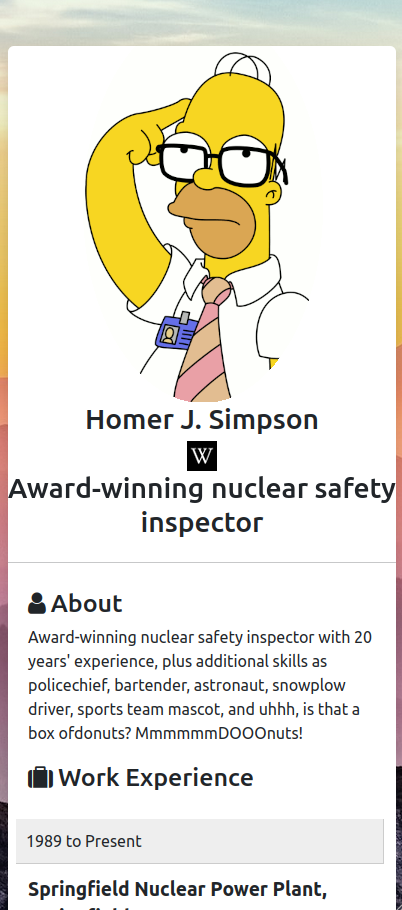 Homer J. Simpson
W
Award-winning nuclear safety
inspector
About
Award-winning nuclear safety inspector with 20
years' experience, plus additional skills as
policechief, bartender, astronaut, snowplow
driver, sports team mascot, and uhhh, is that a
box ofdonuts? MmmmmmDOOOnuts!
Work Experience
1989 to Present
Springfield Nuclear Power Plant,